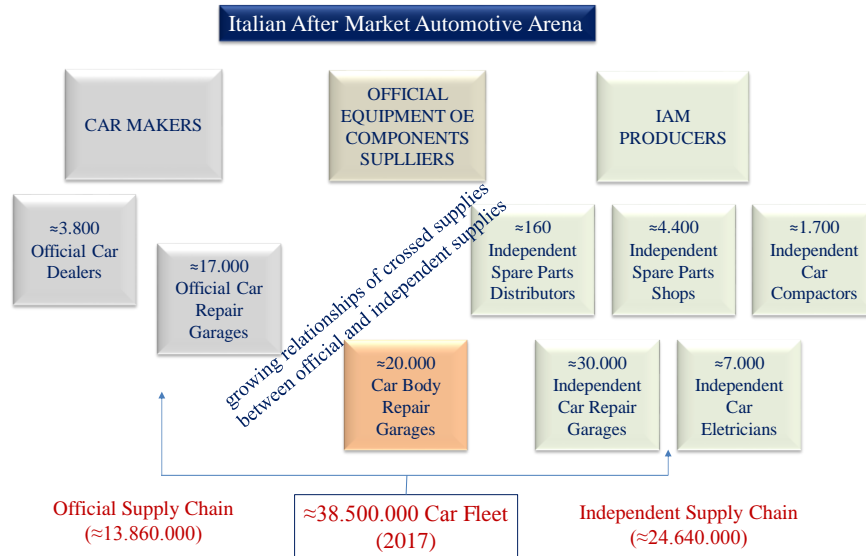 Italian After Market Automotive Arena
CAR MAKERS
OFFICIAL
EQUIPMENT OE
COMPONENTS
SUPLLIERS
IAM
PRODUCERS
≈3.800
Official Car
Dealers
≈17.000
Official Car
Repair
Garages
growing relationships of crossed supplies
between official and independent supplies
≈160
Independent
Spare Parts
Distributors
≈4.400
Independent
Spare Parts
Shops
≈1.700
Independent
Car
Compactors
≈20.000
Car Body
Repair
Garages
≈30.000
Independent
Car Repair
Garages
≈7.000
Independent
Car
Eletricians
Official Supply Chain
(≈13.860.000)
≈38.500.000 Car Fleet
(2017)
Independent Supply Chain
(≈24.640.000)